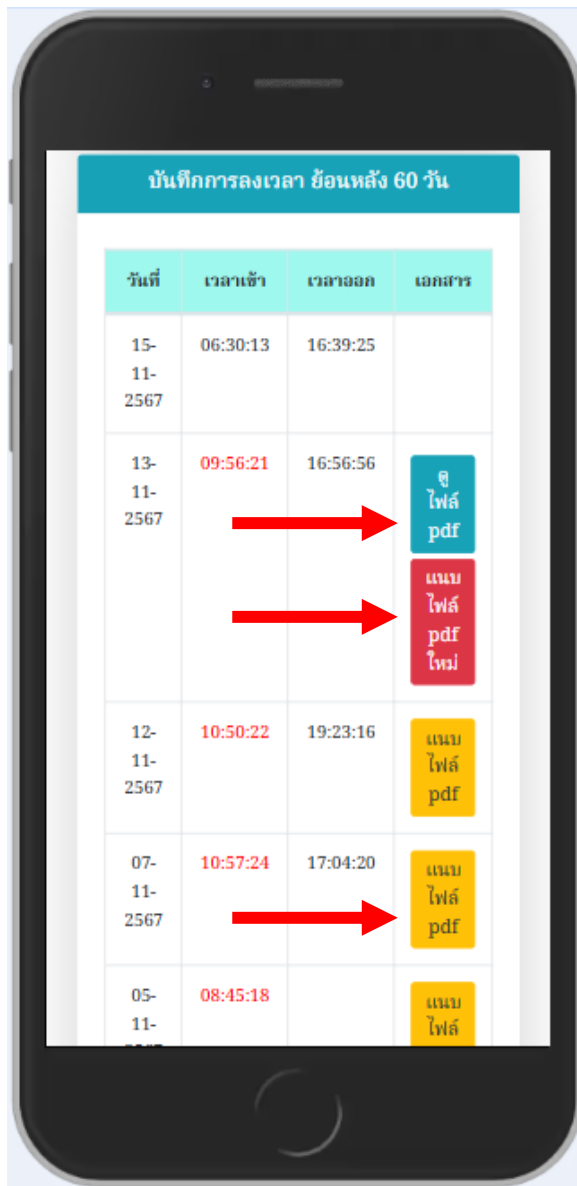 บันทึกการลงเวลา ย้อนหลัง 60 วัน
วันที่ เวลาเข้า เวลาออก เอกสาร
15- 06:30:13 16:39:25
11-
2567
13- 09:56:21 16:56:56
11-
2567
ดู
ไฟล์
pdf
แนบ
ไฟล์
pdf
ใหม่
12- 10:50:22 19:23:16
11-
2567
แนบ
ไฟล์
pdf
07- 10:57:24 17:04:20
11-
2567
แนบ
ไฟล์
pdf
05- 08:45:18
11-
แนบ
ไฟล์